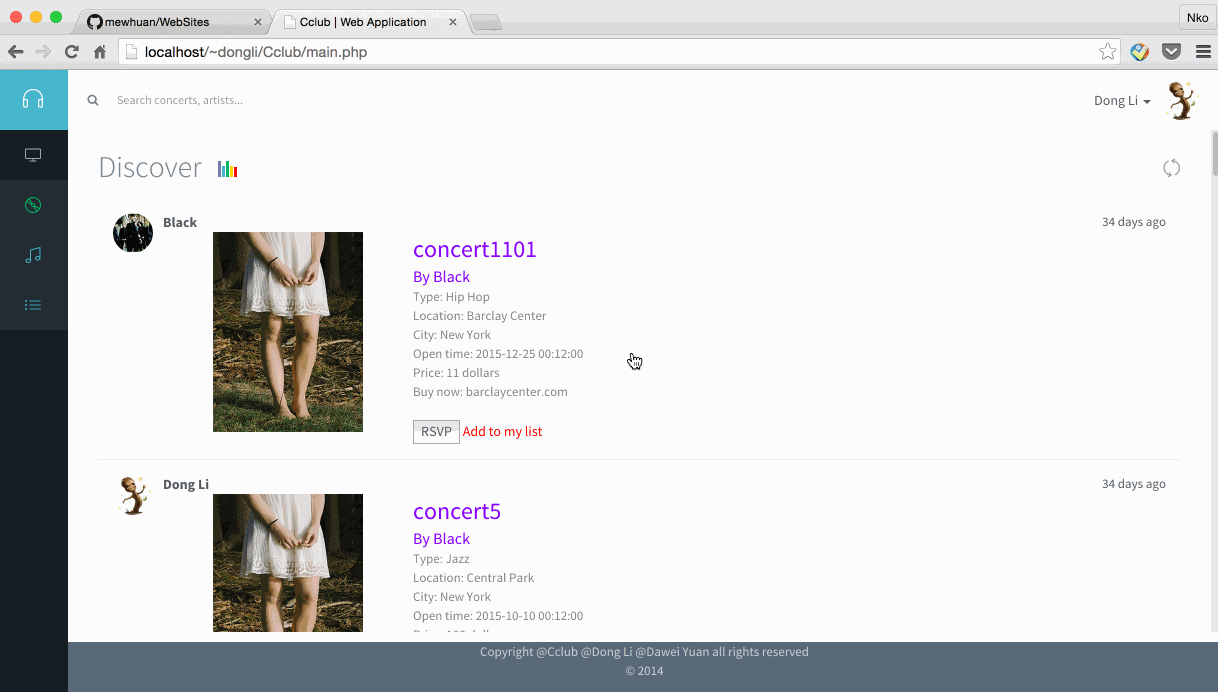 mewhuan/WebSites
Cclub | Web Application
Nko
localhost/~dongli/Cclub/main.php
Search concerts, artists...
Dong Li
Discover
Black
34 days ago
concert1101
By Black
Type: Hip Hop
Location: Barclay Center
City: New York
Open time: 2015-12-25 00:12:00
Price: 11 dollars
Buy now: barclaycenter.com
RSVP Add to my list
Dong Li
34 days ago
concert5
By Black
Type: Jazz
Location: Central Park
City: New York
Open time: 2015-10-10 00:12:00
Copyright @Cclub @Dong Li @Dawei Yuan all rights reserved
© 2014